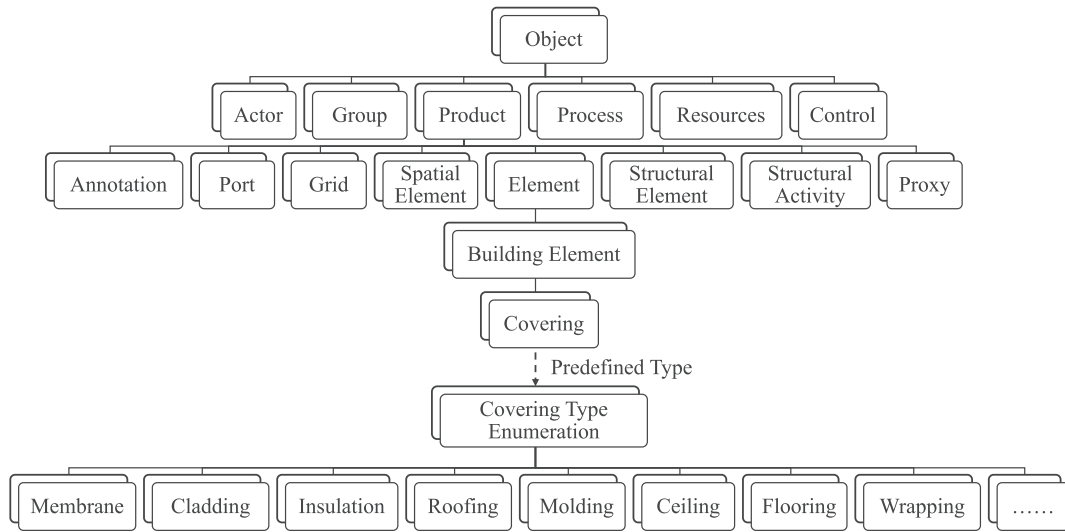 Object
Actor
Group
Product
Process
Resources
Control
Annotation
Port
Grid
Spatial
Element
Element
Structural
Element
Structural
Activity
Proxy
Building Element
Covering
Predefined Type
Covering Type
Enumeration
Membrane
Cladding
Insulation
Roofing
Molding
Ceiling
Flooring
Wrapping
……